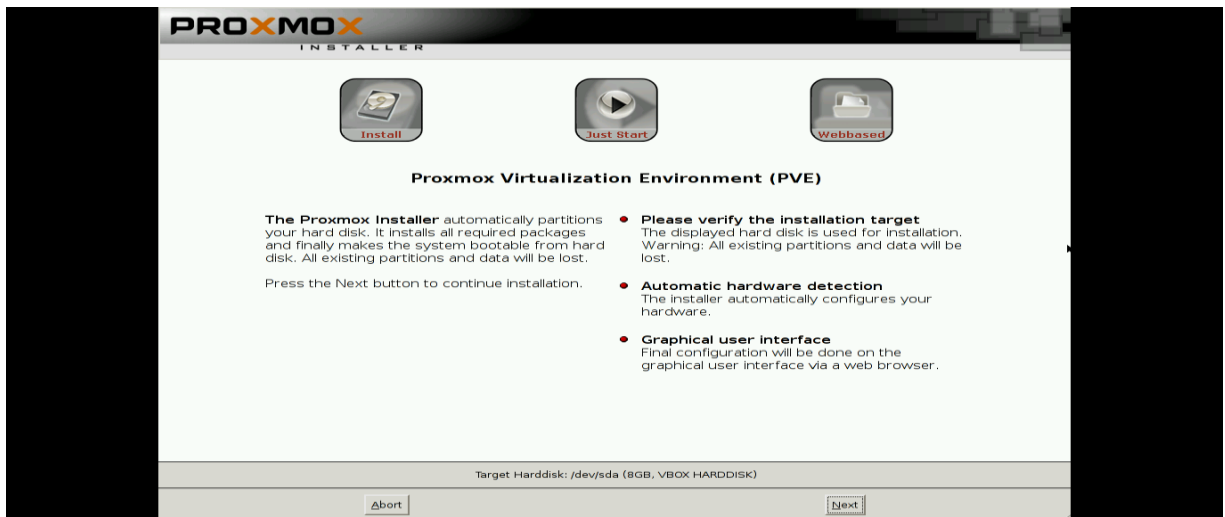 PROXMOX
INSTALLER
Install
Just Start
Webbased
Proxmox Virtualization Environment (PVE)
The Proxmox Installer automatically partitions
your hard disk. It installs all required packages
and finally makes the system bootable from hard
disk. All existing partitions and data will be lost.
Press the Next button to continue installation.
Please verify the installation target
The displayed hard disk is used for installation.
Warning: All existing partitions and data will be
lost.
Automatic hardware detection
The installer automatically configures your
hardware.
Graphical user interface
Final configuration will be done on the
graphical user interface via a web browser.
Target Harddisk: /dev/sda (8GB, VBOX HARDDISK)
Abort
Next